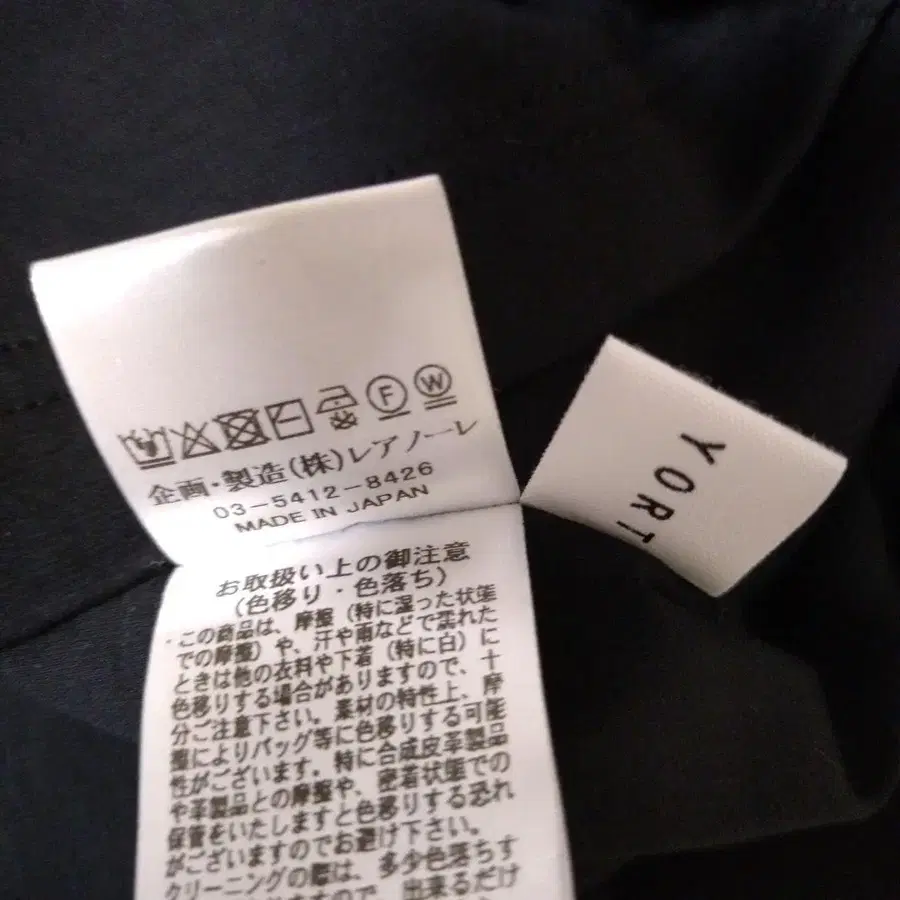 F W
企画・製造(株)レアノーレ
03-5412-8426
MADE IN JAPAN
お取扱い上の御注意
(色移り・色落ち)
・この商品は、摩擦(特に湿った状態
での摩擦)や、汗や雨などで濡れた
ときは他の衣料や下着(特に白)に
色移りする場合がありますので、十
分ご注意下さい。素材の特性上、摩
擦によりバッグ等に色移りする可能
性がございます。特に合成皮革製品
や革製品との摩擦や、密着状態での
保管をいたしますと色移りする恐れ
がございますのでお避け下さい。
クリーニングの際は、多少色落ちす
ますので、出来るだけ
YORT